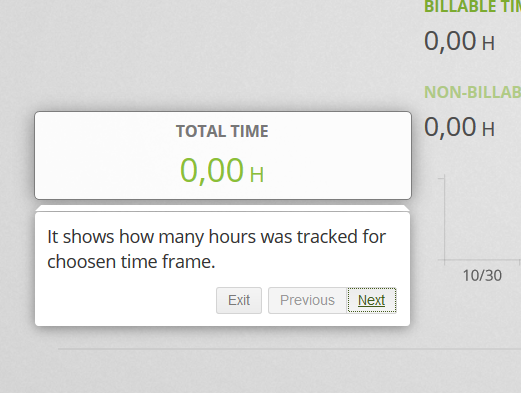 BILLABLE
0,00 H
NON-BILLAB
0,00 H
TOTAL TIME
0,00 H
It shows how many hours was tracked for
choosen time frame.
Exit Previous Next
10/30